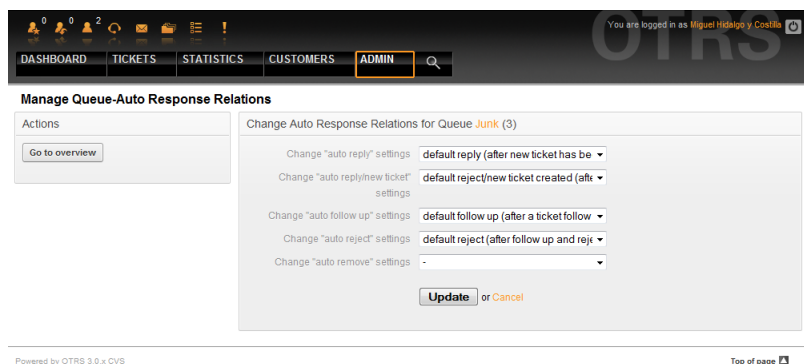 0 0 2
You are logged in as Miguel Hidalgo y Costilla
OTRS
DASHBOARD TICKETS STATISTICS CUSTOMERS ADMIN
Manage Queue-Auto Response Relations
Actions
Go to overview
Change Auto Response Relations for Queue Junk (3)
Change "auto reply" settings default reply (after new ticket has be
Change "auto reply/new ticket" settings default reject/new ticket created (afte
Change "auto follow up" settings default follow up (after a ticket follow
Change "auto reject" settings default reject (after follow up and reje
Change "auto remove" settings -
Update or Cancel
Powered by OTRS 3.0.x CVS
Top of page